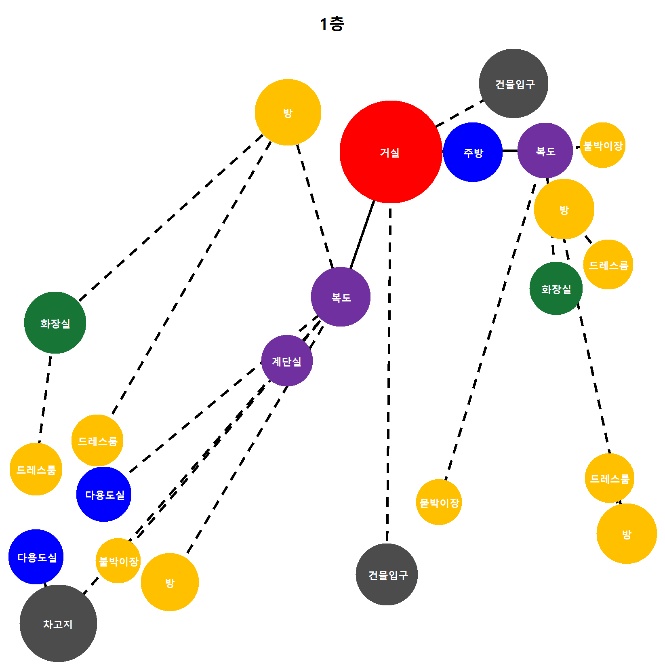 1층
건물입구
방
거실
주방
복도
붙박이장
방
드레스룸
화장실
복도
화장실
계단실
드레스룸
드레스룸
드레스룸
다용도실
붙박이장
방
다용도실
붙박이장
건물입구
방
차고지